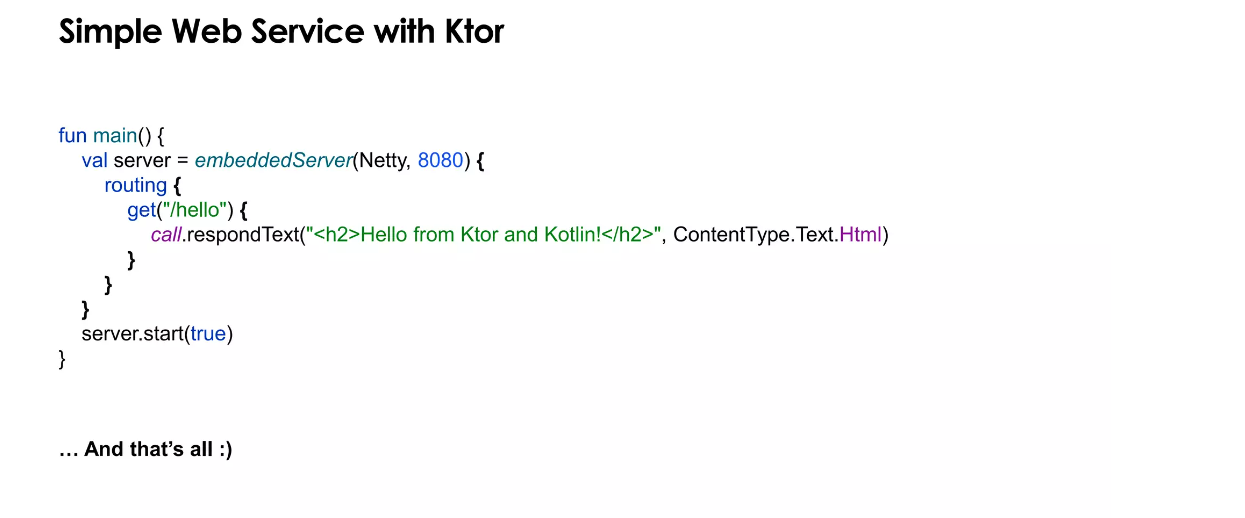 Simple Web Service with Ktor
fun main() {
val server = embeddedServer(Netty, 8080) {
routing {
get("/hello") {
call.respondText("<h2>Hello from Ktor and Kotlin!</h2>", ContentType.Text.Html)
}
}
}
server.start(true)
}
… And that’s all :)